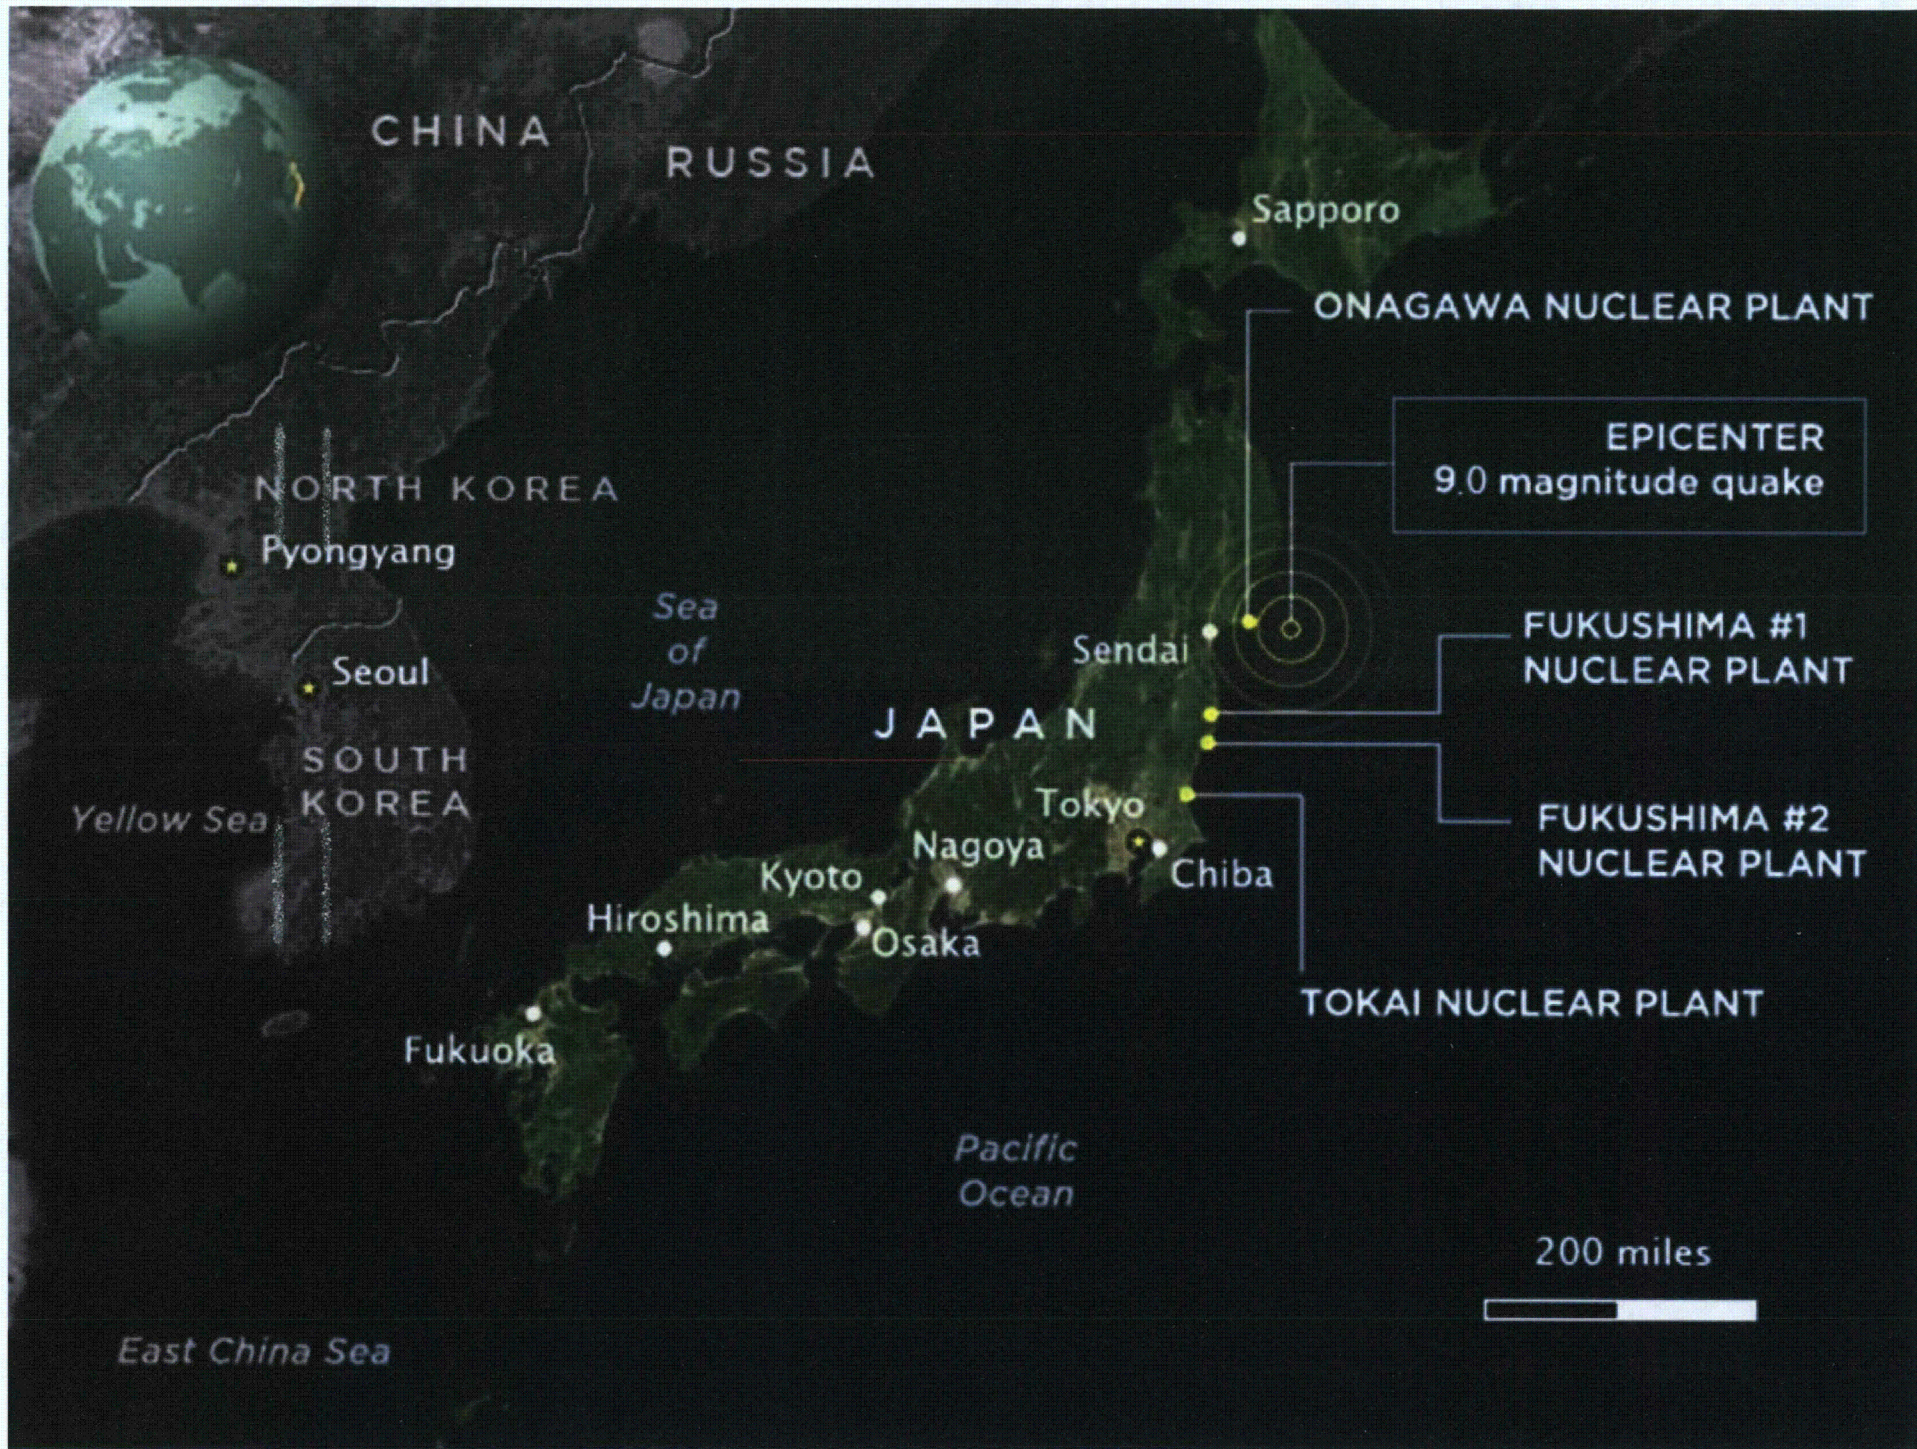 CHINA
RUSSIA
Sapporo
ONAGAWA NUCLEAR PLANT
EPICENTER
9.0 magnitude quake
NORTH KOREA
Pyongyang
Sea
of
Japan
Sendai
FUKUSHIMA #1
NUCLEAR PLANT
Seoul
JAPAN
SOUTH
KOREA
Yellow Sea
Tokyo
FUKUSHIMA #2
NUCLEAR PLANT
Nagoya
Chiba
Kyoto
Hiroshima
Osaka
TOKAI NUCLEAR PLANT
Fukuoka
Pacific
Ocean
200 miles
East China Sea